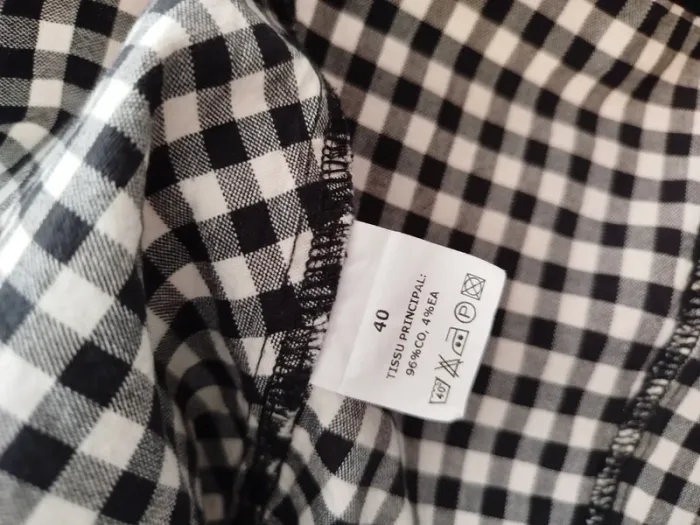 40
TISSU PRINCIPAL:
96%CO, 4%EA
40° P